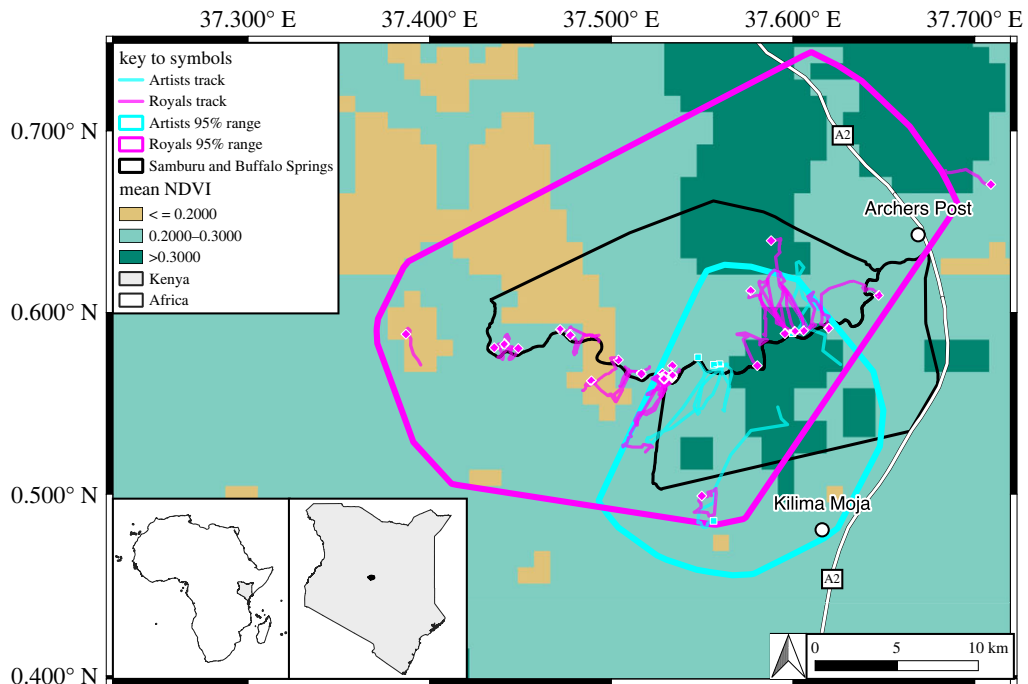 37.300° E 37.400° E 37.500° E 37.600° E 37.700° E
key to symbols
Artists track
Royals track
Artists 95% range
Royals 95% range
Samburu and Buffalo Springs
mean NDVI
< = 0.2000
0.2000–0.3000
>0.3000
Kenya
Africa
0.700° N
0.600° N
0.500° N
0.400° N
A2
Archers Post
Kilima Moja
A2
0 5 10 km